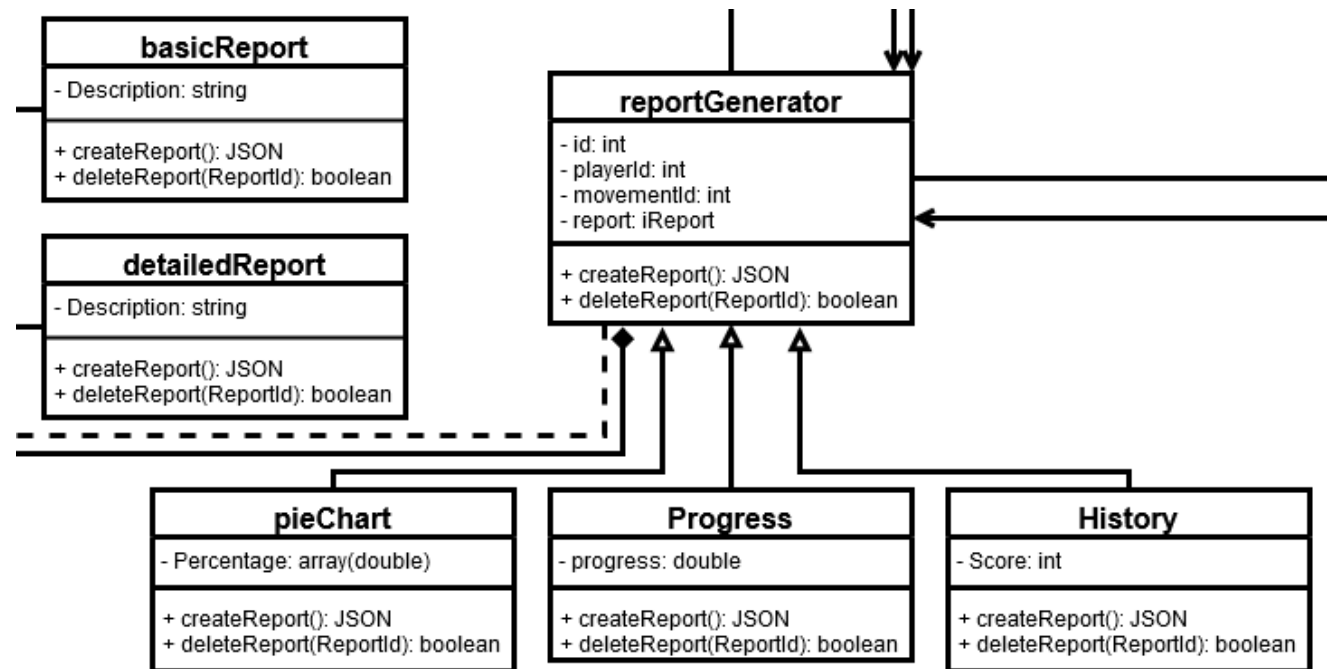 basicReport
- Description: string
+ createReport(): JSON
+ deleteReport(ReportId): boolean
reportGenerator
- id: int
- playerId: int
- movementId: int
- report: iReport
+ createReport(): JSON
+ deleteReport(ReportId): boolean
detailedReport
- Description: string
+ createReport(): JSON
+ deleteReport(ReportId): boolean
pieChart
- Percentage: array(double)
+ createReport(): JSON
+ deleteReport(ReportId): boolean
Progress
- progress: double
+ createReport(): JSON
+ deleteReport(ReportId): boolean
History
- Score: int
+ createReport(): JSON
+ deleteReport(ReportId): boolean